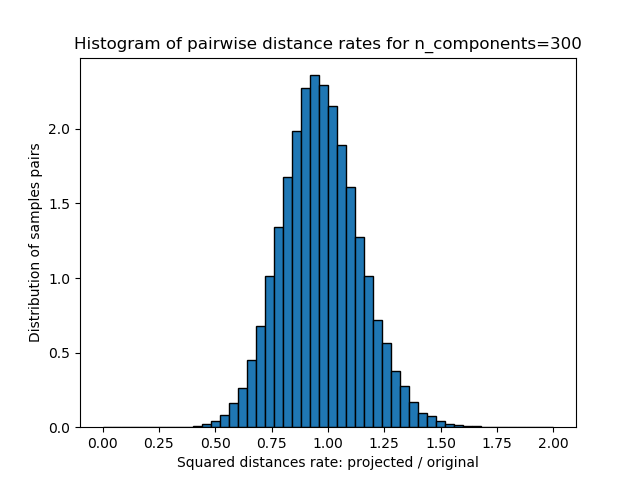 Histogram of pairwise distance rates for n_components=300
Distribution of samples pairs
2.0
1.5
1.0
0.5
0.0
0.00 0.25 0.50 0.75 1.00 1.25 1.50 1.75 2.00
Squared distances rate: projected / original